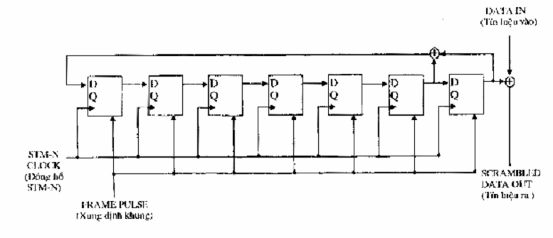 DATA IN
(Tín hiệu vào)
D D D D D D D
Q Q Q Q Q Q Q
STM-N
CLOCK
(Đồng hồ
STM-N)
FRAME PULSE
(Xung định khung)
SCRAMBLED
DATA OUT
(Tín hiệu ra)